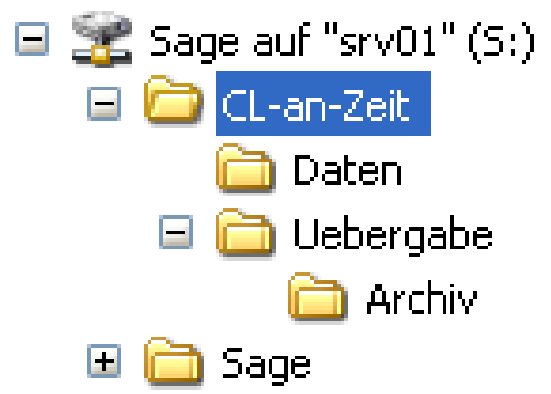 Sage auf "srv01" (S:)
CL-an-Zeit
Daten
Uebergabe
Archiv
Sage